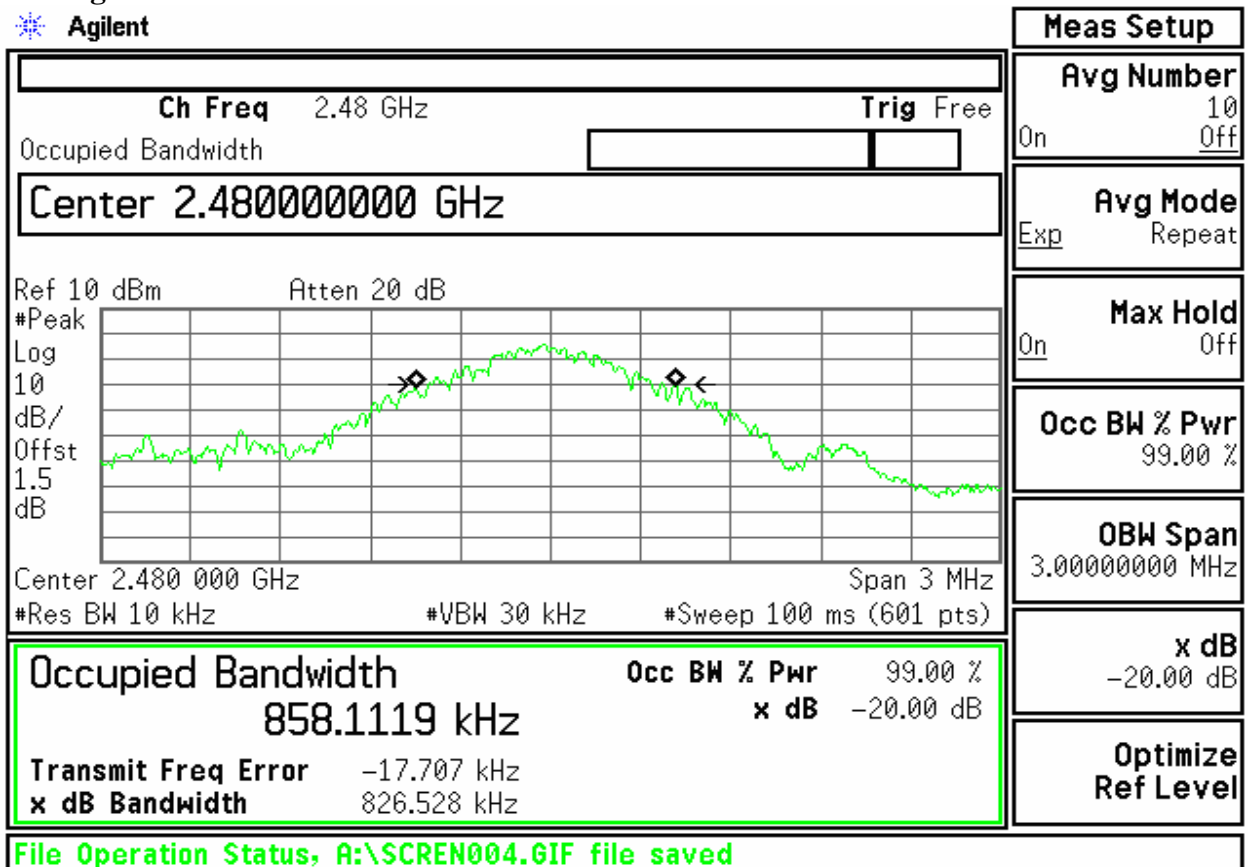 Agilent
Meas Setup
Ch Freq 2.48 GHz Trig Free
Occupied Bandwidth
Center 2.480000000 GHz
Ref 10 dBm Atten 20 dB
#Peak
Log
10
dB/
Offst
1.5
dB
Center 2.480 000 GHz Span 3 MHz
#Res BW 10 kHz #VBW 30 kHz #Sweep 100 ms (601 pts)
Occupied Bandwidth Occ BW % Pwr 99.00 %
858.1119 kHz x dB -20.00 dB
Transmit Freq Error -17.707 kHz
x dB Bandwidth 826.528 kHz
File Operation Status, A:\SCREN004.GIF file saved
Avg Number
10
On Off
Avg Mode
Exp Repeat
Max Hold
On Off
Occ BW % Pwr
99.00 %
OBW Span
3.00000000 MHz
x dB
-20.00 dB
Optimize
Ref Level